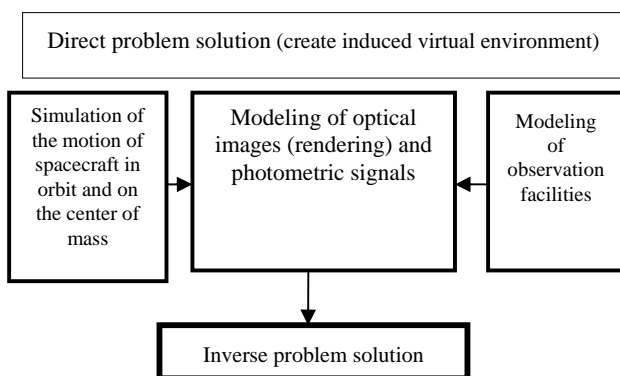 Direct problem solution (create induced virtual environment)
Simulation of
the motion of
spacecraft in
orbit and on
the center of
mass
Modeling of optical
images (rendering) and
photometric signals
Modeling
of
observation
facilities
Inverse problem solution